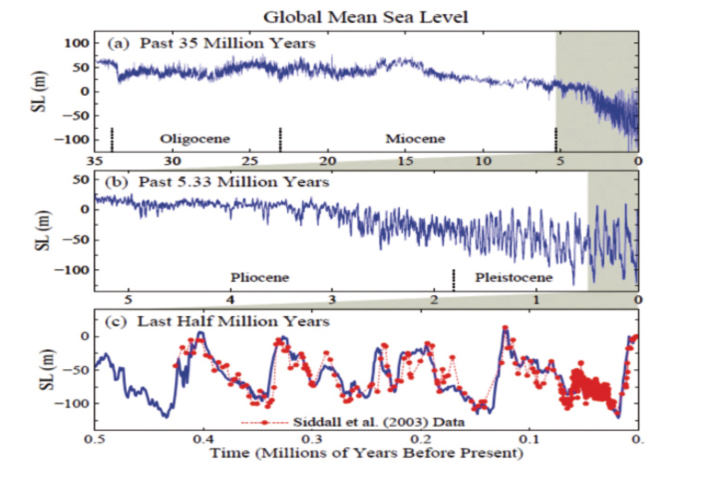 Global Mean Sea Level
(a) Past 35 Million Years
SL (m)
100
50
0
−50
−100
Oligocene
Miocene
35 30 25 20 15 10 5 0
(b) Past 5.33 Million Years
SL (m)
50
0
−50
−100
Pliocene
Pleistocene
5 4 3 2 1 0
(c) Last Half Million Years
SL (m)
0
−50
−100
Siddall et al. (2003) Data
0.5 0.4 0.3 0.2 0.1 0.
Time (Millions of Years Before Present)